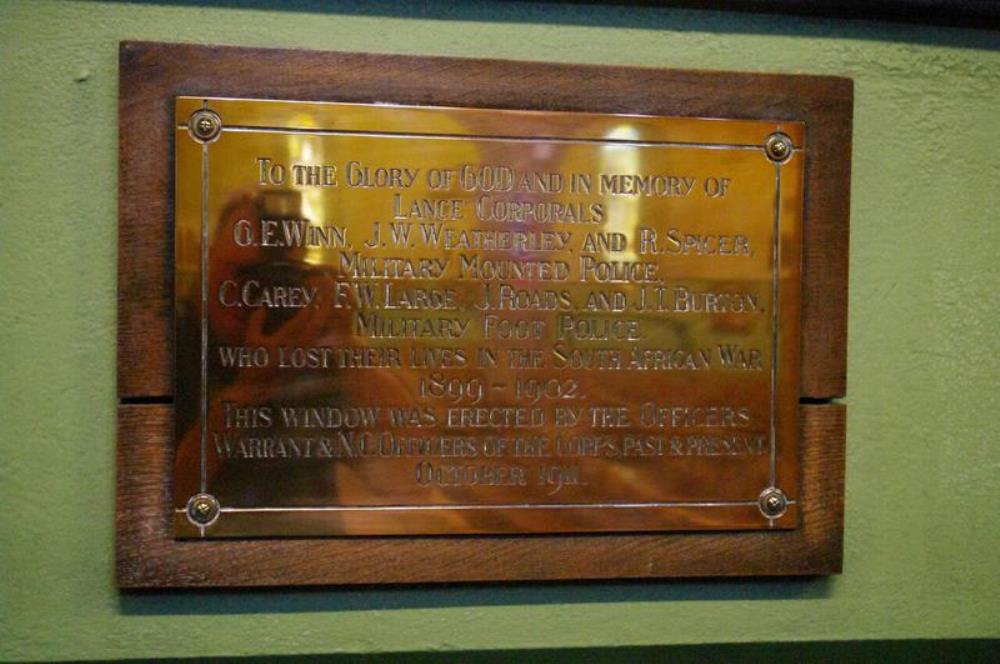 To the Glory of GOD and in memory of
Lance Corporals
G.E. Winn, J.W. Weatherley, and R. Spicer,
Military Mounted Police,
C. Carey, F.W. Large, J. Roads, and J.T. Burton,
Military Foot Police.
who lost their lives in the South African War
1899 - 1902.
This window was erected by the Officers
Warrant & N.C. Officers of the Corps, past & present
October 1911.